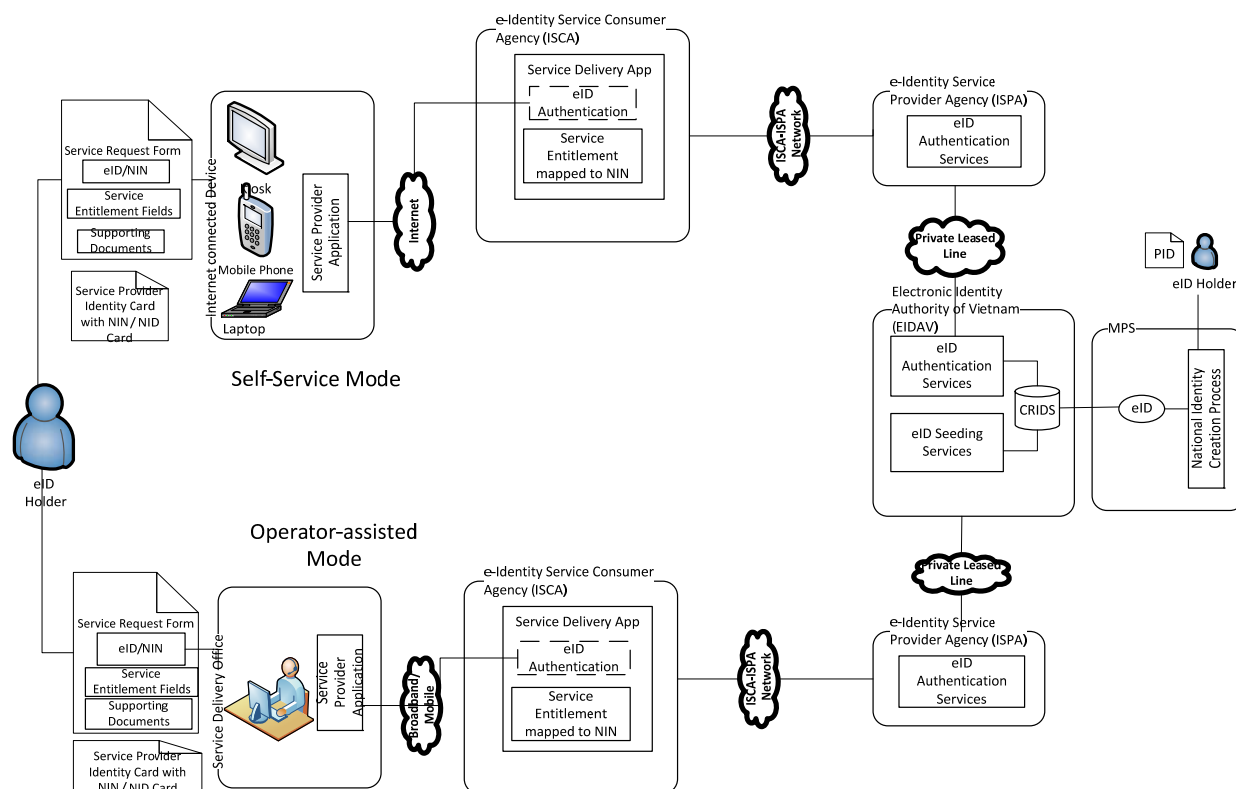 e-Identity Service Consumer
Agency (ISCA)
Service Delivery App
eID
Authentication
Service
Entitlement
mapped to NIN
ISCA-ISPA
Network
e-Identity Service
Provider Agency (ISPA)
eID
Authentication
Services
Service Request Form
eID/NIN
Service
Entitlement Fields
Supporting
Documents
Service Provider
Identity Card
with NIN / NID
Card
Internet connected Device
Kiosk
Mobile Phone
Laptop
Service Provider
Application
Internet
Self-Service Mode
Private Leased
Line
Electronic Identity
Authority of Vietnam
(EIDAV)
eID
Authentication
Services
eID Seeding
Services
CRIDS
PID
eID Holder
MPS
eID
National Identity
Creation Process
eID
Holder
Operator-assisted
Mode
Service Request Form
eID/NIN
Service
Entitlement Fields
Supporting
Documents
Service Provider
Identity Card with
NIN / NID Card
Service Delivery Office
Service
Provider
Application
Broadband/
Mobile
e-Identity Service Consumer
Agency (ISCA)
Service Delivery App
eID
Authentication
Service
Entitlement
mapped to NIN
ISCA-ISPA
Network
Private Leased
Line
e-Identity Service
Provider Agency (ISPA)
eID
Authentication
Services